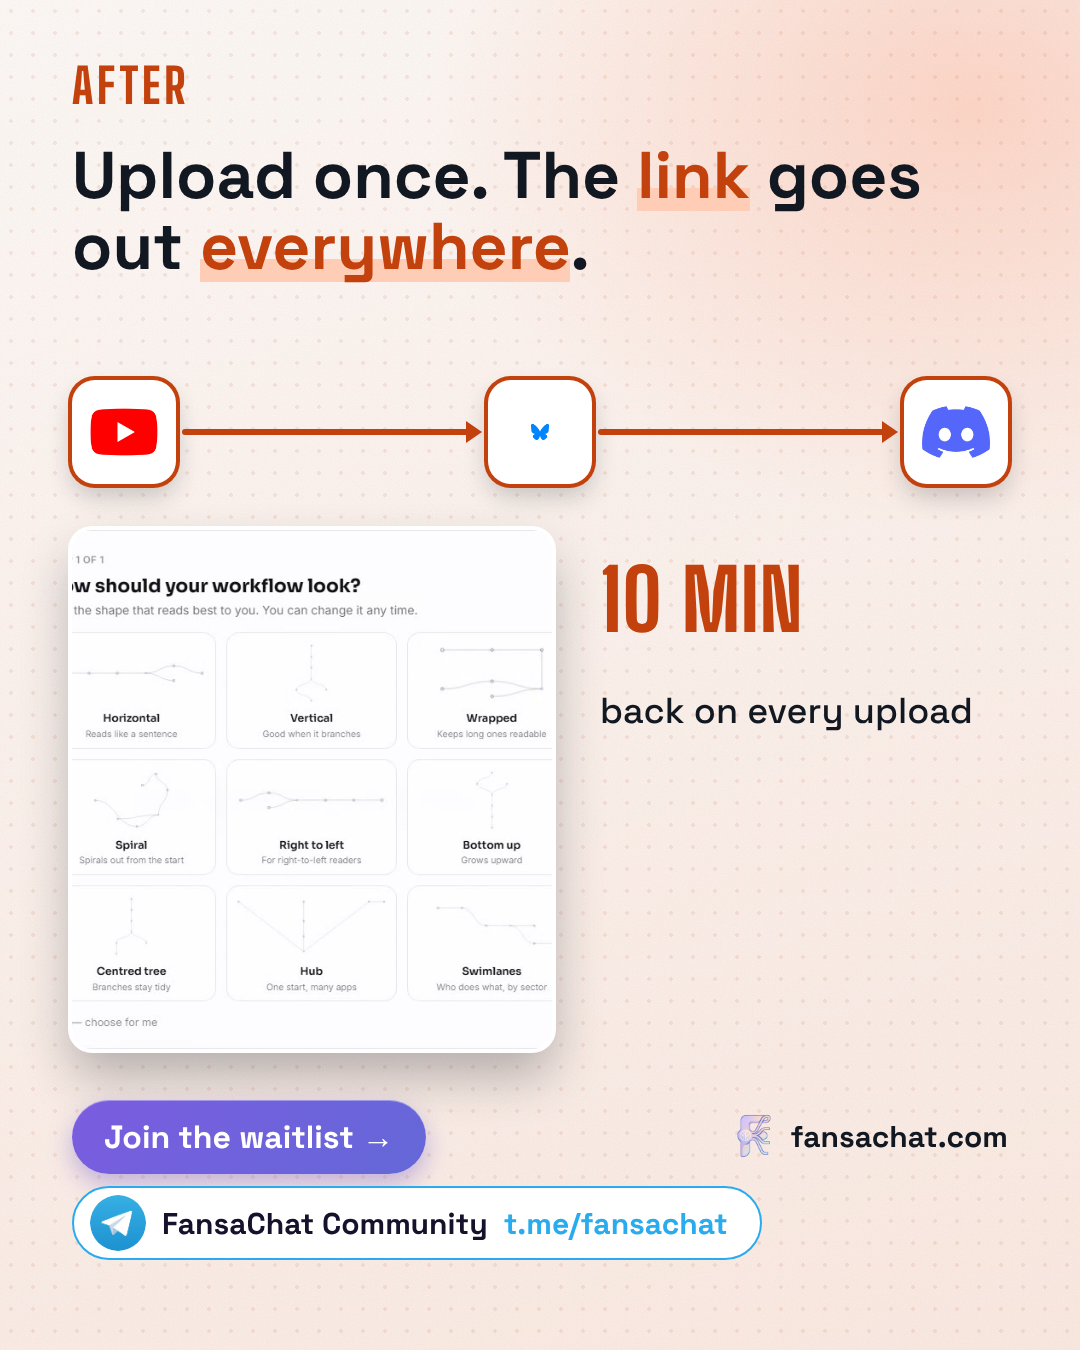 AFTER
Upload once. The link goes
out everywhere.
1 OF 1
ow should your workflow look?
the shape that reads best to you. You can change it any time.
Horizontal
Reads like a sentence
Vertical
Good when it branches
Wrapped
Keeps long ones readable
Spiral
Spirals out from the start
Right to left
For right-to-left readers
Bottom up
Grows upward
Centred tree
Branches stay tidy
Hub
One start, many apps
Swimlanes
Who does what, by sector
— choose for me
10 MIN
back on every upload
Join the waitlist →
fansachat.com
FansaChat Community t.me/fansachat